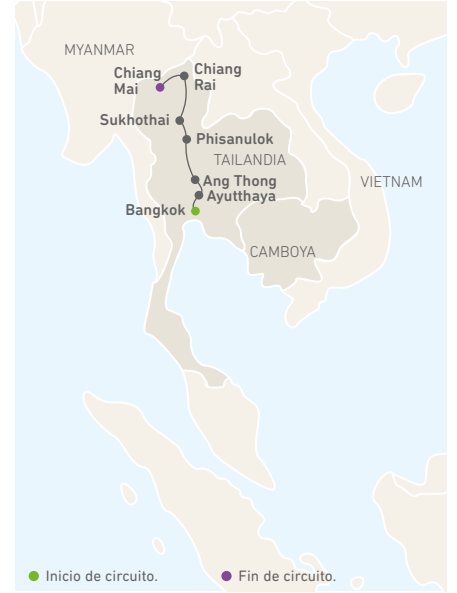 MYANMAR
Chiang
Mai
Chiang
Rai
Sukhothai
Phisanulok
TAILANDIA
Ang Thong
Ayutthaya
VIETNAM
Bangkok
CAMBOYA
Inicio de circuito.
Fin de circuito.